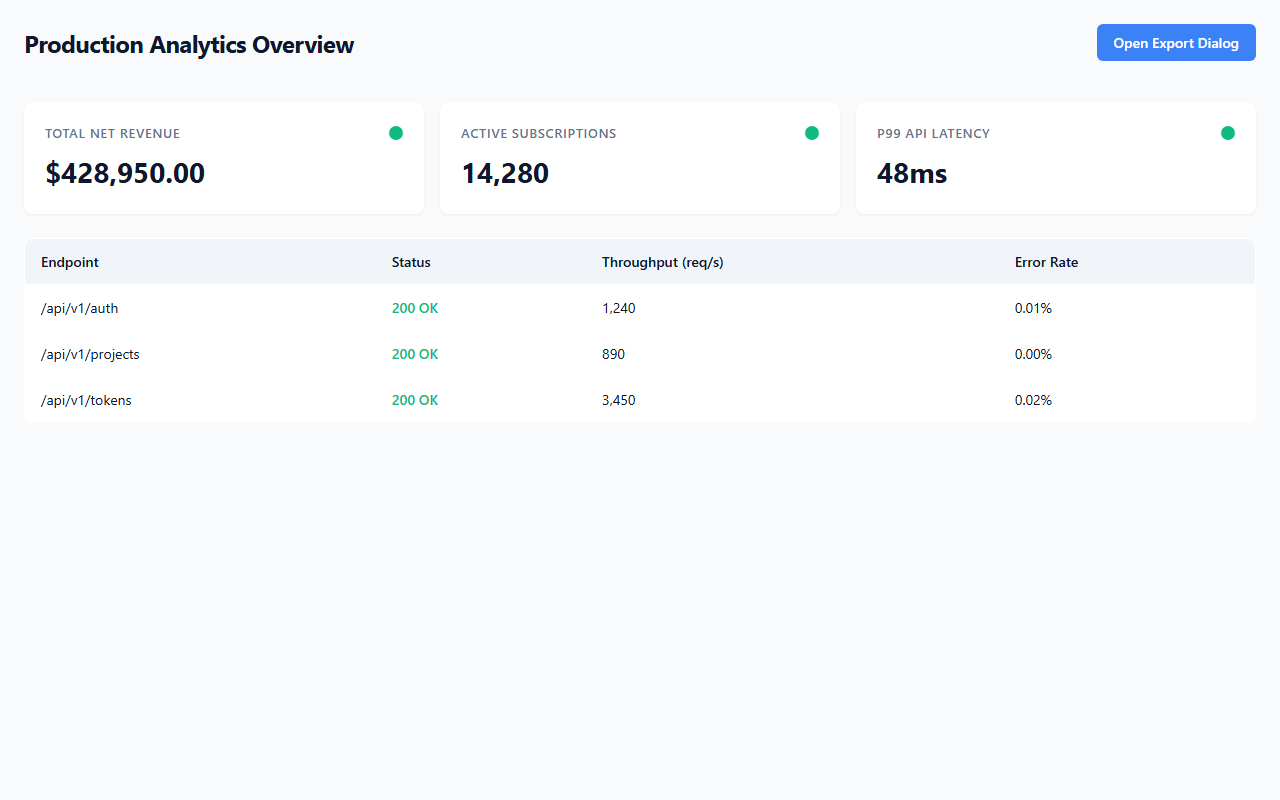 Production Analytics Overview
Open Export Dialog
TOTAL NET REVENUE
$428,950.00
ACTIVE SUBSCRIPTIONS
14,280
P99 API LATENCY
48ms
Endpoint Status Throughput (req/s) Error Rate
/api/v1/auth 200 OK 1,240 0.01%
/api/v1/projects 200 OK 890 0.00%
/api/v1/tokens 200 OK 3,450 0.02%